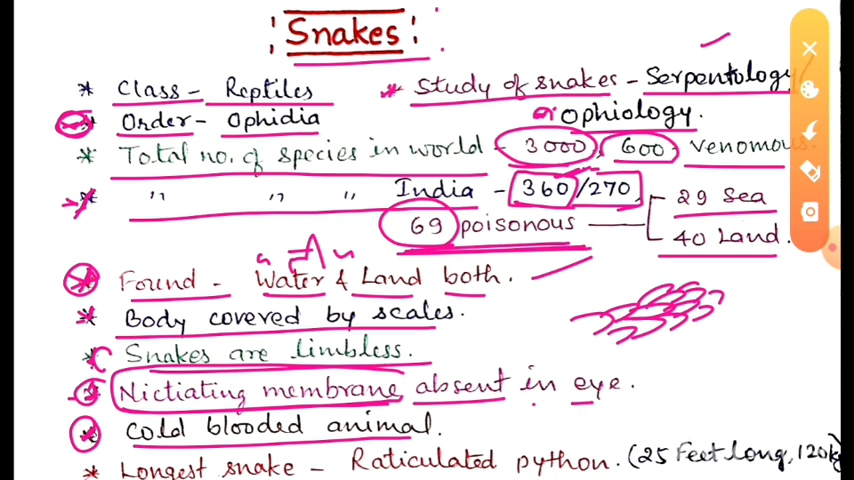 Snakes
* Class - Reptiles
* Study of snakes - Serpentology
or Ophiology.
* Order - Ophidia
* Total no. of species in world - 3000, 600 venomous
* " " " India - 360/270
69 poisonous
29 Sea
40 Land.
* Found - Water & Land both.
* Body covered by scales.
* Snakes are limbless.
* Nictiating membrane absent in eye.
* Cold blooded animal.
* Longest snake - Raticulated python. (25 Feet long, 120kg)